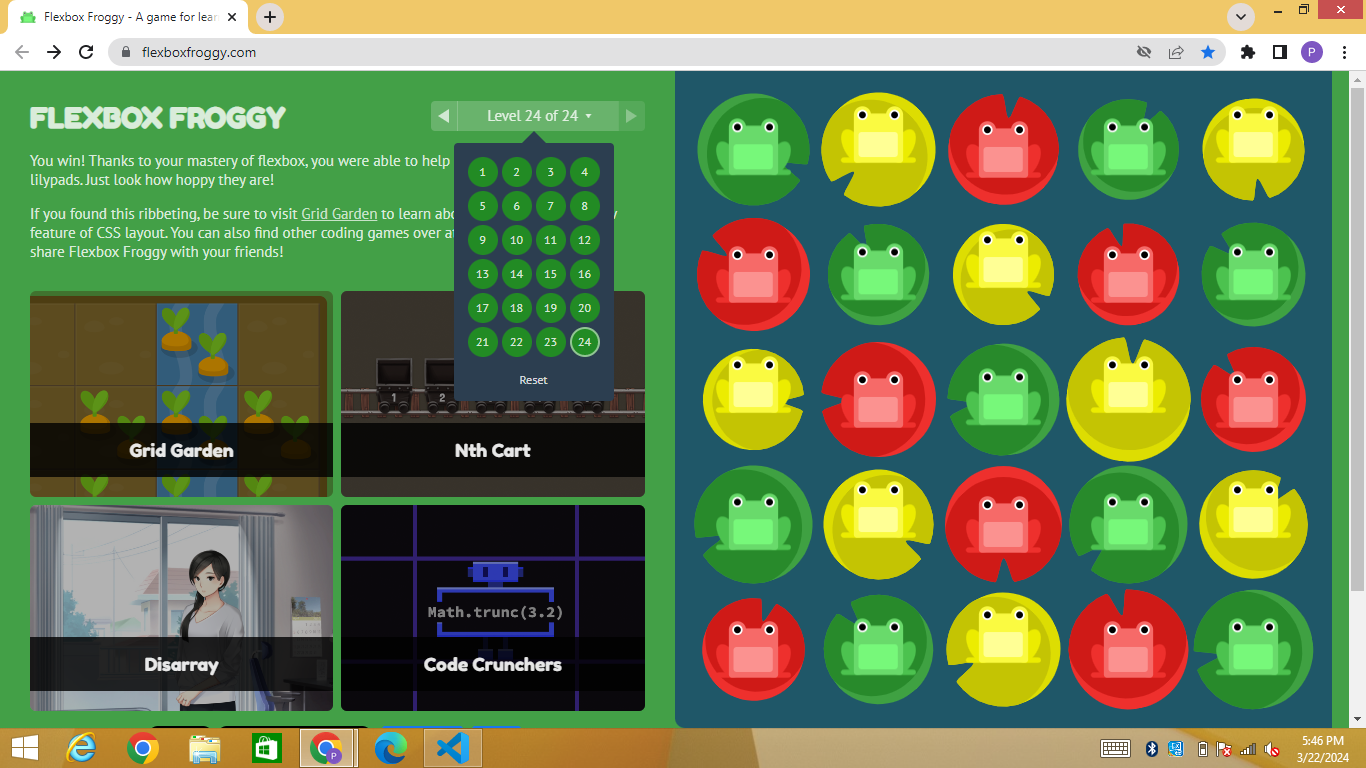 Flexbox Froggy - A game for lear
flexboxfroggy.com
P
FLEXBOX FROGGY
Level 24 of 24
You win! Thanks to your mastery of flexbox, you were able to help
lilypads. Just look how hoppy they are!
If you found this ribbeting, be sure to visit Grid Garden to learn
feature of CSS layout. You can also find other coding games over
share Flexbox Froggy with your friends!
1 2 3 4
5 6 7 8
9 10 11 12
13 14 15 16
17 18 19 20
21 22 23 24
Reset
1 2
Grid Garden
Nth Cart
Math.trunc(3.2)
Disarray
Code Crunchers
P
5:46 PM
3/22/2024